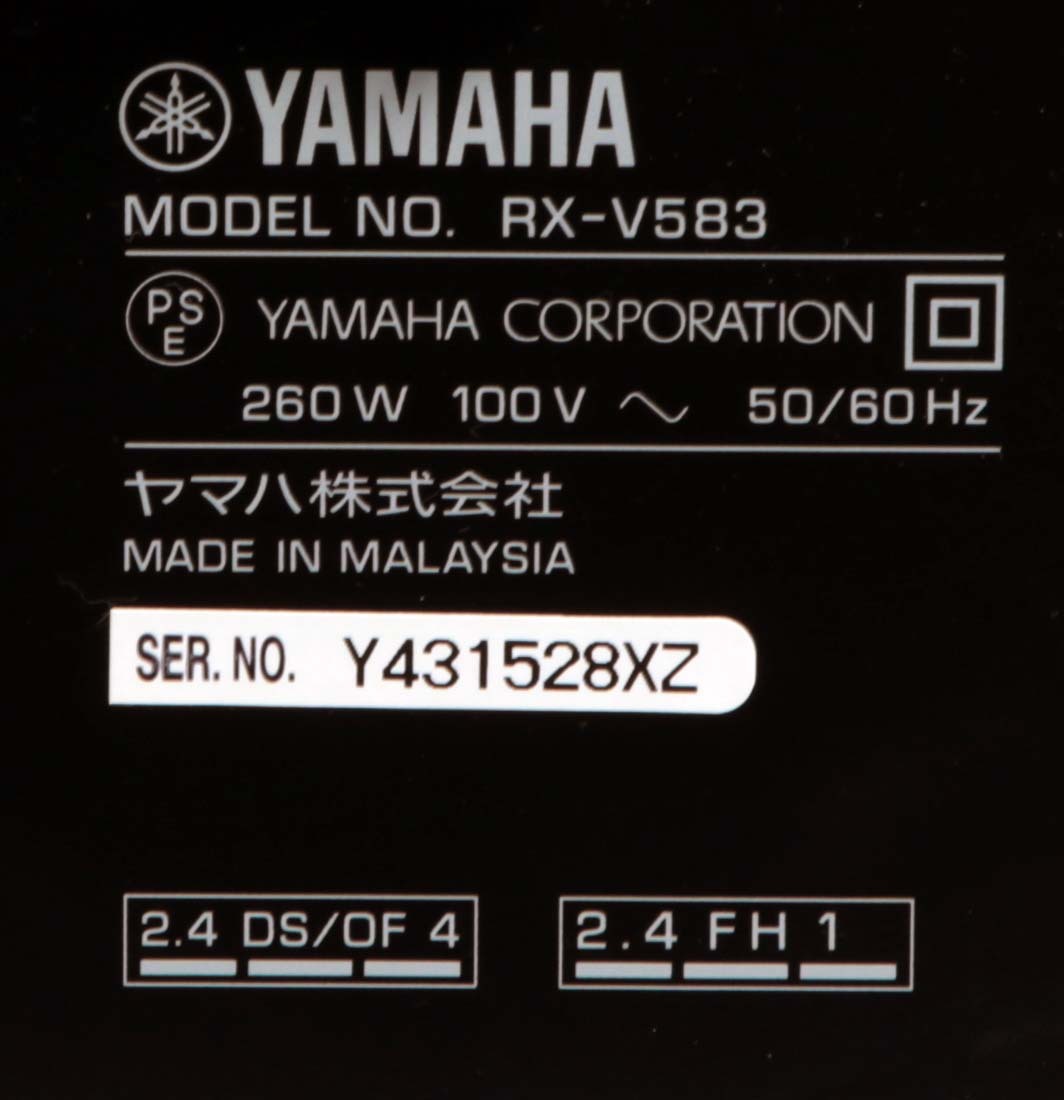 YAMAHA
MODEL NO. RX-V583
PSE YAMAHA CORPORATION
260W 100V ~ 50/60Hz
ヤマハ株式会社
MADE IN MALAYSIA
SER. NO. Y431528XZ
2.4 DS/OF 4
2.4 FH 1